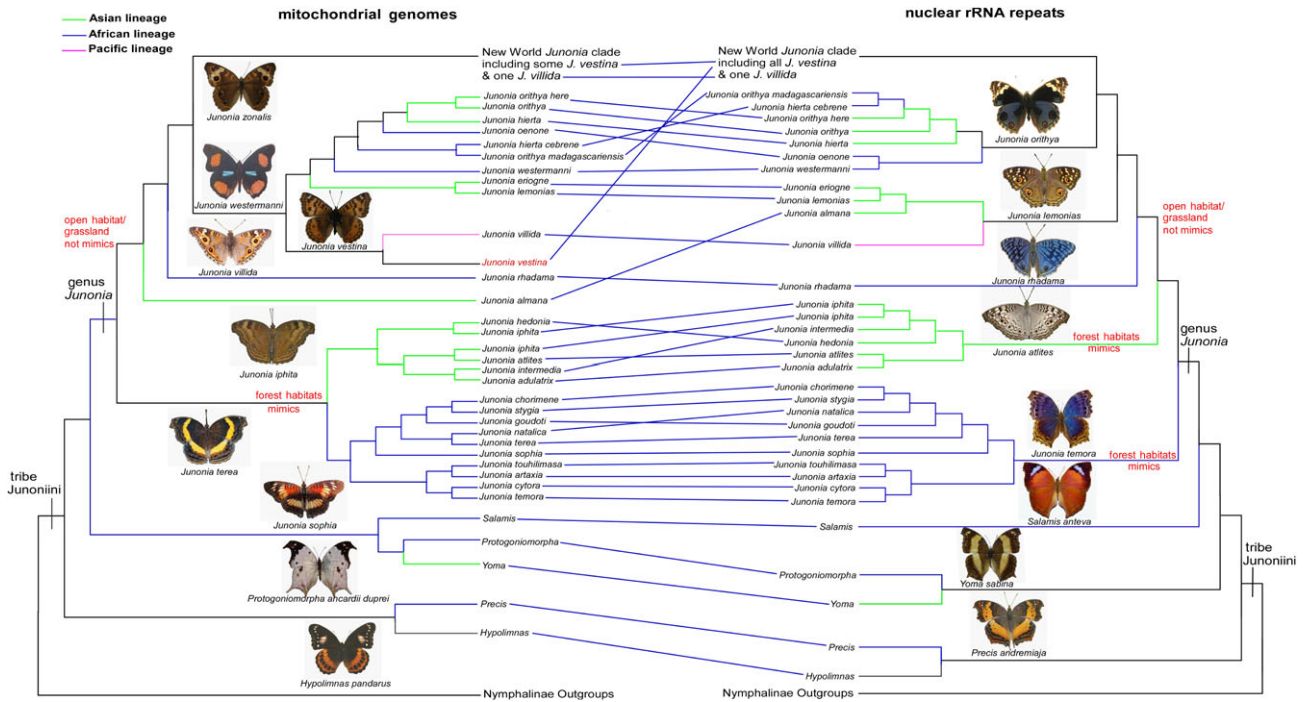 mitochondrial genomes
nuclear rRNA repeats
Asian lineage
African lineage
Pacific lineage
New World Junonia clade
including some J. vestina
& one J. villida
Junonia orithya here
Junonia orithya
Junonia hierta
Junonia oenone
Junonia hierta cebrene
Junonia orithya madagascariensis
Junonia westermanni
Junonia eriogne
Junonia lemonias
Junonia villida
Junonia vestina
Junonia rhadama
Junonia almana
Junonia hedonia
Junonia iphita
Junonia iphita
Junonia atlites
Junonia intermedia
Junonia adulatrix
Junonia chorimene
Junonia stygia
Junonia goudoti
Junonia natalica
Junonia terea
Junonia sophia
Junonia touhilimasa
Junonia artaxia
Junonia cytora
Junonia temora
Salamis
Protogoniomorpha
Yoma
Precis
Hypolimnas
Nymphalinae Outgroups
Junonia zonalis
Junonia westermanni
Junonia vestina
Junonia villida
Junonia iphita
Junonia terea
Junonia sophia
Protogoniomorpha ancardii duprei
Hypolimnas pandarus
open habitat/
grassland
not mimics
genus
Junonia
forest habitats
mimics
tribe
Junoniini
New World Junonia clade
including all J. vestina
& one J. villida
Junonia orithya madagascariensis
Junonia hierta cebrene
Junonia orithya here
Junonia orithya
Junonia hierta
Junonia oenone
Junonia westermanni
Junonia eriogne
Junonia lemonias
Junonia almana
Junonia villida
Junonia rhadama
Junonia iphita
Junonia iphita
Junonia intermedia
Junonia hedonia
Junonia atlites
Junonia adulatrix
Junonia chorimene
Junonia stygia
Junonia natalica
Junonia goudoti
Junonia terea
Junonia sophia
Junonia touhilimasa
Junonia artaxia
Junonia cytora
Junonia temora
Salamis
Protogoniomorpha
Yoma
Precis
Hypolimnas
Nymphalinae Outgroups
Junonia orithya
Junonia lemonias
Junonia rhadama
Junonia atlites
Junonia temora
Salamis anteva
Yoma sabina
Precis andremiaja
open habitat/
grassland
not mimics
forest habitats
mimics
genus
Junonia
forest habitats
mimics
tribe
Junoniini